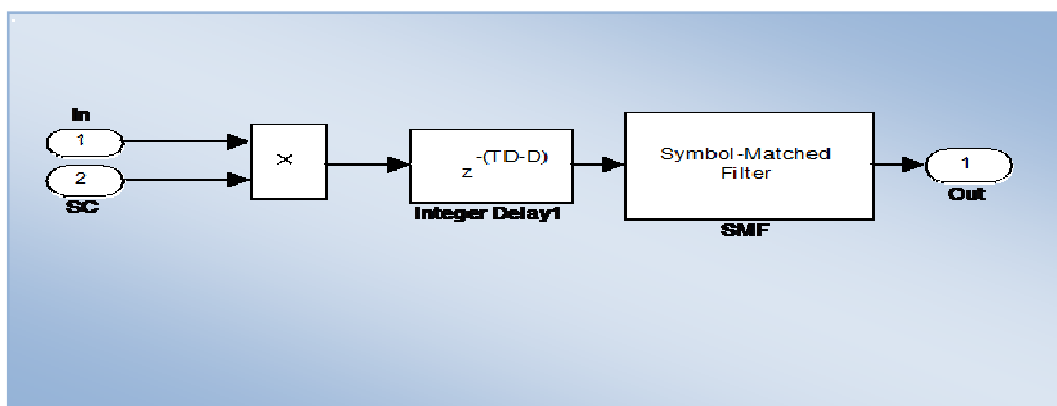 In
1
2
SC
X
z -(TD-D)
Integer Delay1
Symbol-Matched
Filter
SMF
1
Out